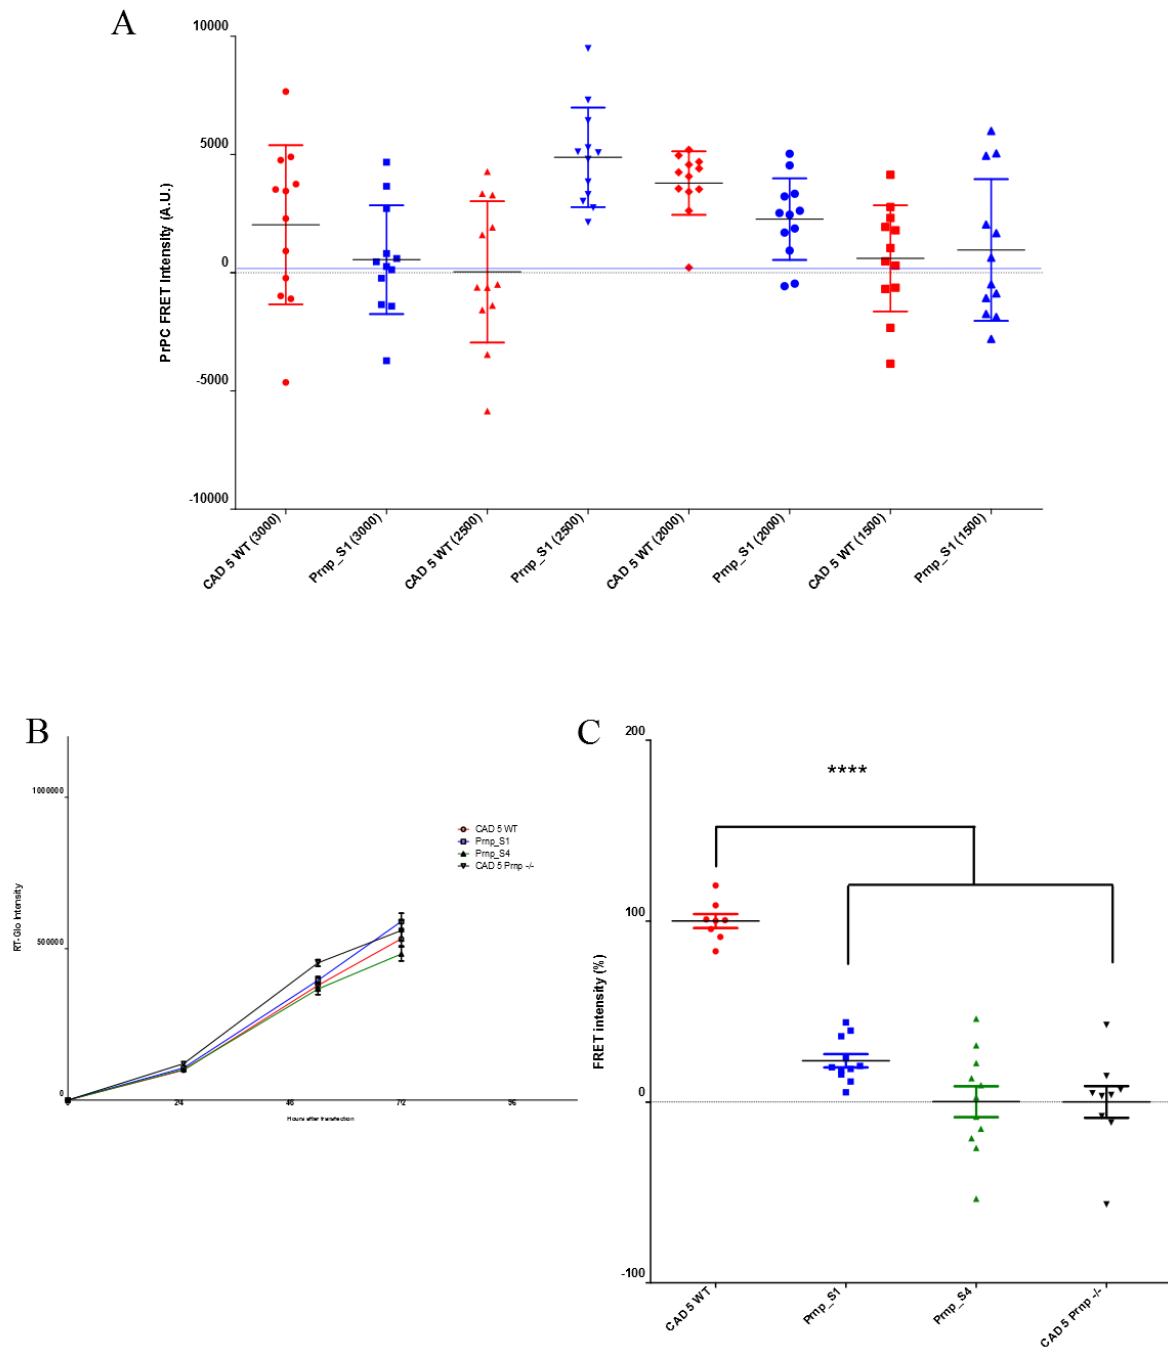 A
10000
5000
0
-5000
-10000
PrPC FRET Intensity (A.U.)
CAD 5 WT (3000)
Prnp_S1 (3000)
CAD 5 WT (2500)
Prnp_S1 (2500)
CAD 5 WT (2000)
Prnp_S1 (2000)
CAD 5 WT (1500)
Prnp_S1 (1500)
B
1000000
500000
0
RT-Glo Intensity
0
24
46
72
96
Hours after transfection
CAD 5 WT
Prnp_S1
Prnp_S4
CAD 5 Prnp -/-
C
200
100
0
-100
FRET intensity (%)
****
CAD 5 WT
Prnp_S1
Prnp_S4
CAD 5 Prnp -/-